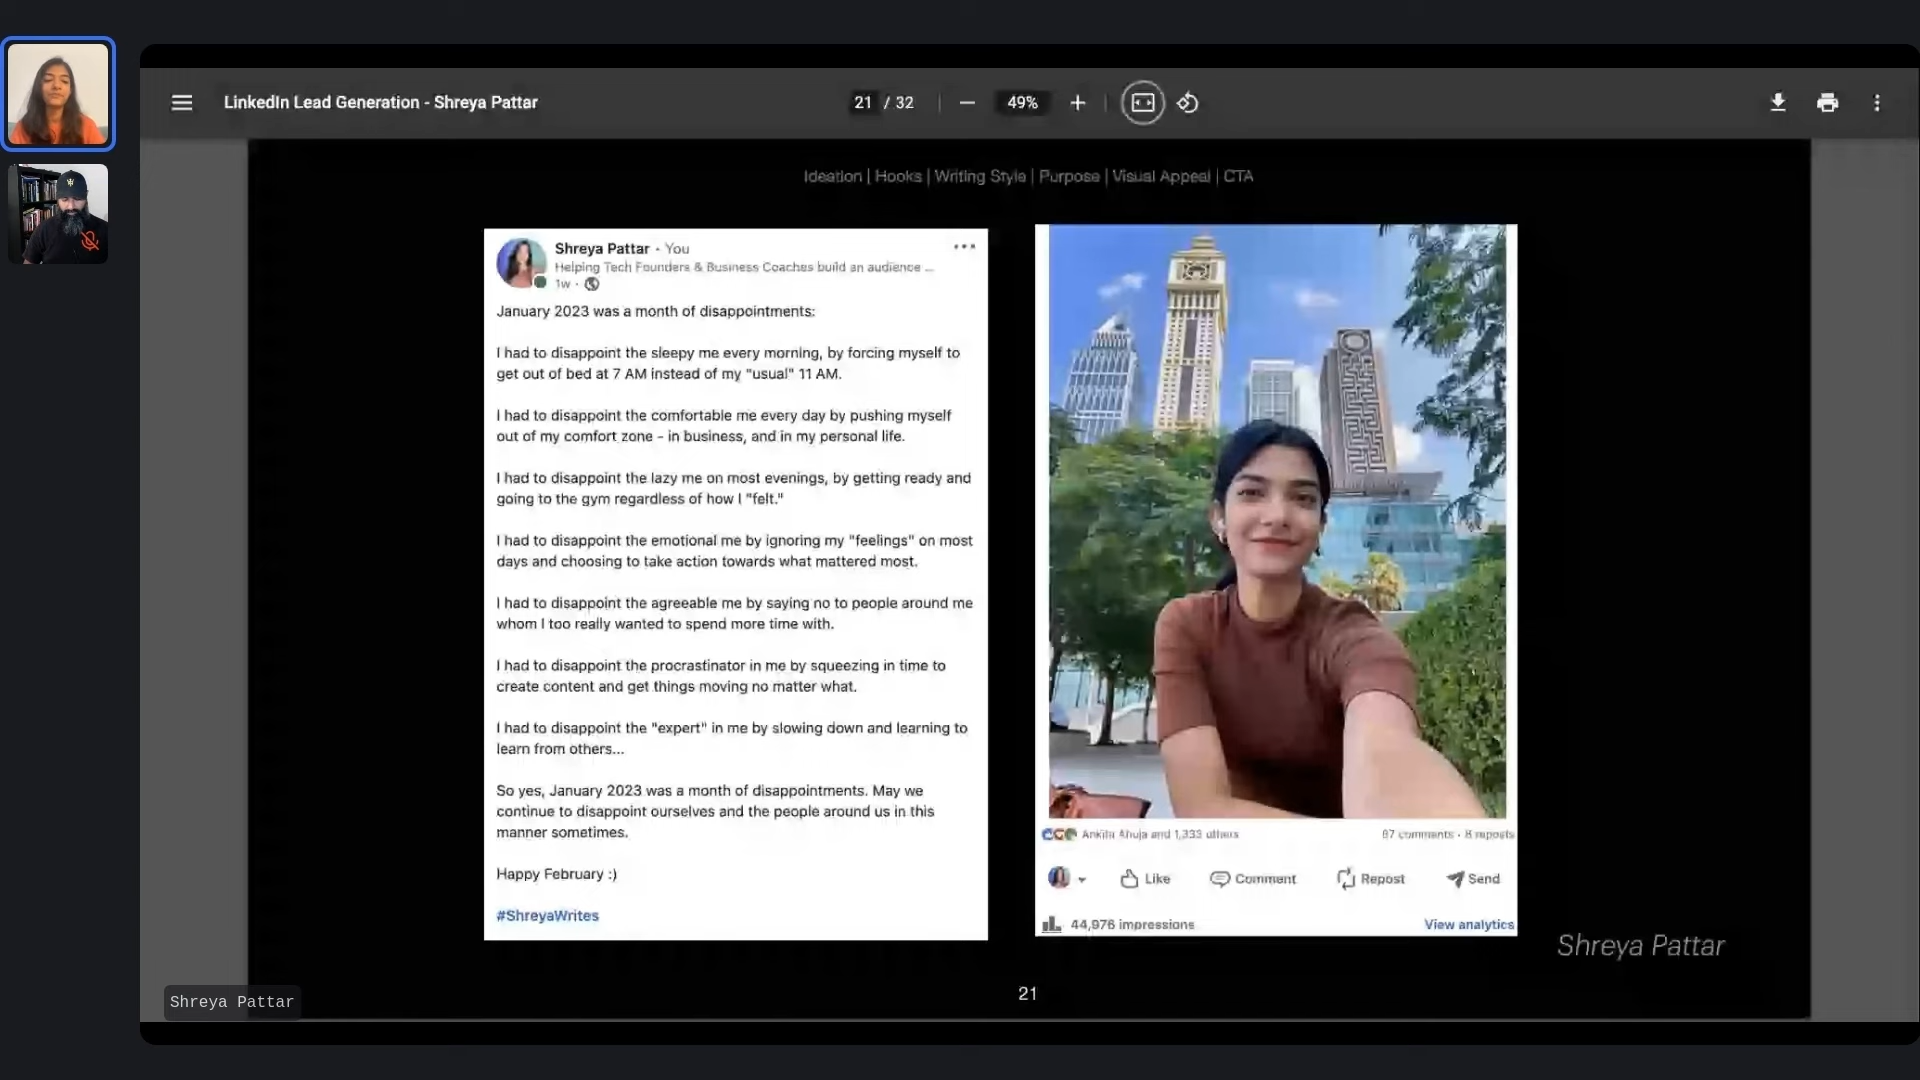 LinkedIn Lead Generation - Shreya Pattar
21 / 32
49%
Ideation | Hooks | Writing Style | Purpose | Visual Appeal | CTA
Shreya Pattar · You
Helping Tech Founders & Business Coaches build an audience ...
1w ·
January 2023 was a month of disappointments:
I had to disappoint the sleepy me every morning, by forcing myself to
get out of bed at 7 AM instead of my "usual" 11 AM.
I had to disappoint the comfortable me every day by pushing myself
out of my comfort zone - in business, and in my personal life.
I had to disappoint the lazy me on most evenings, by getting ready and
going to the gym regardless of how I "felt."
I had to disappoint the emotional me by ignoring my "feelings" on most
days and choosing to take action towards what mattered most.
I had to disappoint the agreeable me by saying no to people around me
whom I too really wanted to spend more time with.
I had to disappoint the procrastinator in me by squeezing in time to
create content and get things moving no matter what.
I had to disappoint the "expert" in me by slowing down and learning to
learn from others...
So yes, January 2023 was a month of disappointments. May we
continue to disappoint ourselves and the people around us in this
manner sometimes.
Happy February :)
#ShreyaWrites
Ankita Ahuja and 1,333 others
97 comments · 8 reposts
Like
Comment
Repost
Send
44,976 impressions
View analytics
Shreya Pattar
21
Shreya Pattar